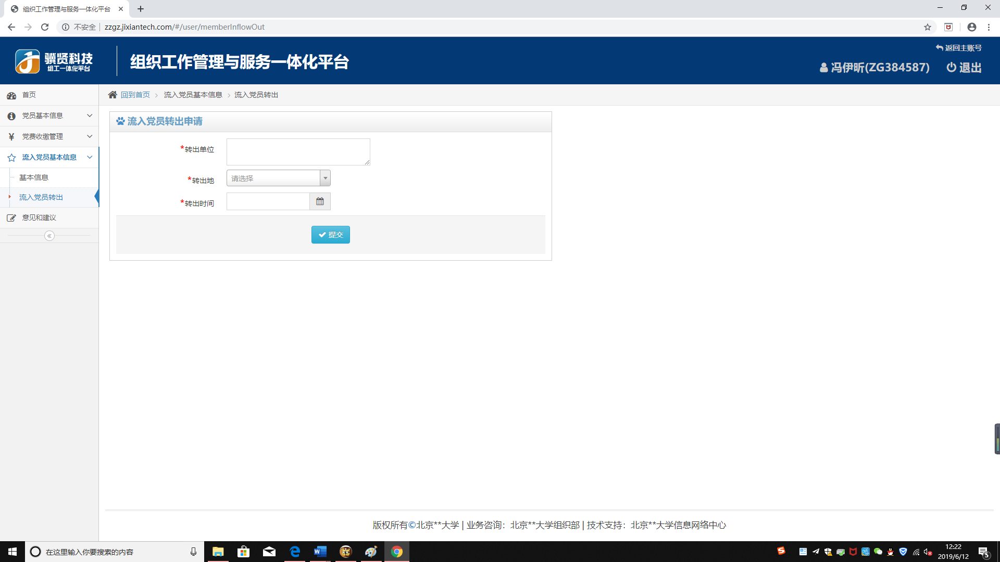 组织工作管理与服务一体化平台
不安全
zzgz.jixiantech.com/#/user/memberInflowOut
骥贤科技
组工一体化平台
组织工作管理与服务一体化平台
返回主账号
冯伊昕(ZG384587)
退出
首页
党员基本信息
党费收缴管理
流入党员基本信息
基本信息
流入党员转出
意见和建议
回到首页 流入党员基本信息 流入党员转出
流入党员转出申请
*转出单位
*转出地
请选择
*转出时间
提交
版权所有©北京**大学 | 业务咨询：北京**大学组织部 | 技术支持：北京**大学信息网络中心
在这里输入你要搜索的内容
12:22
2019/6/12
5